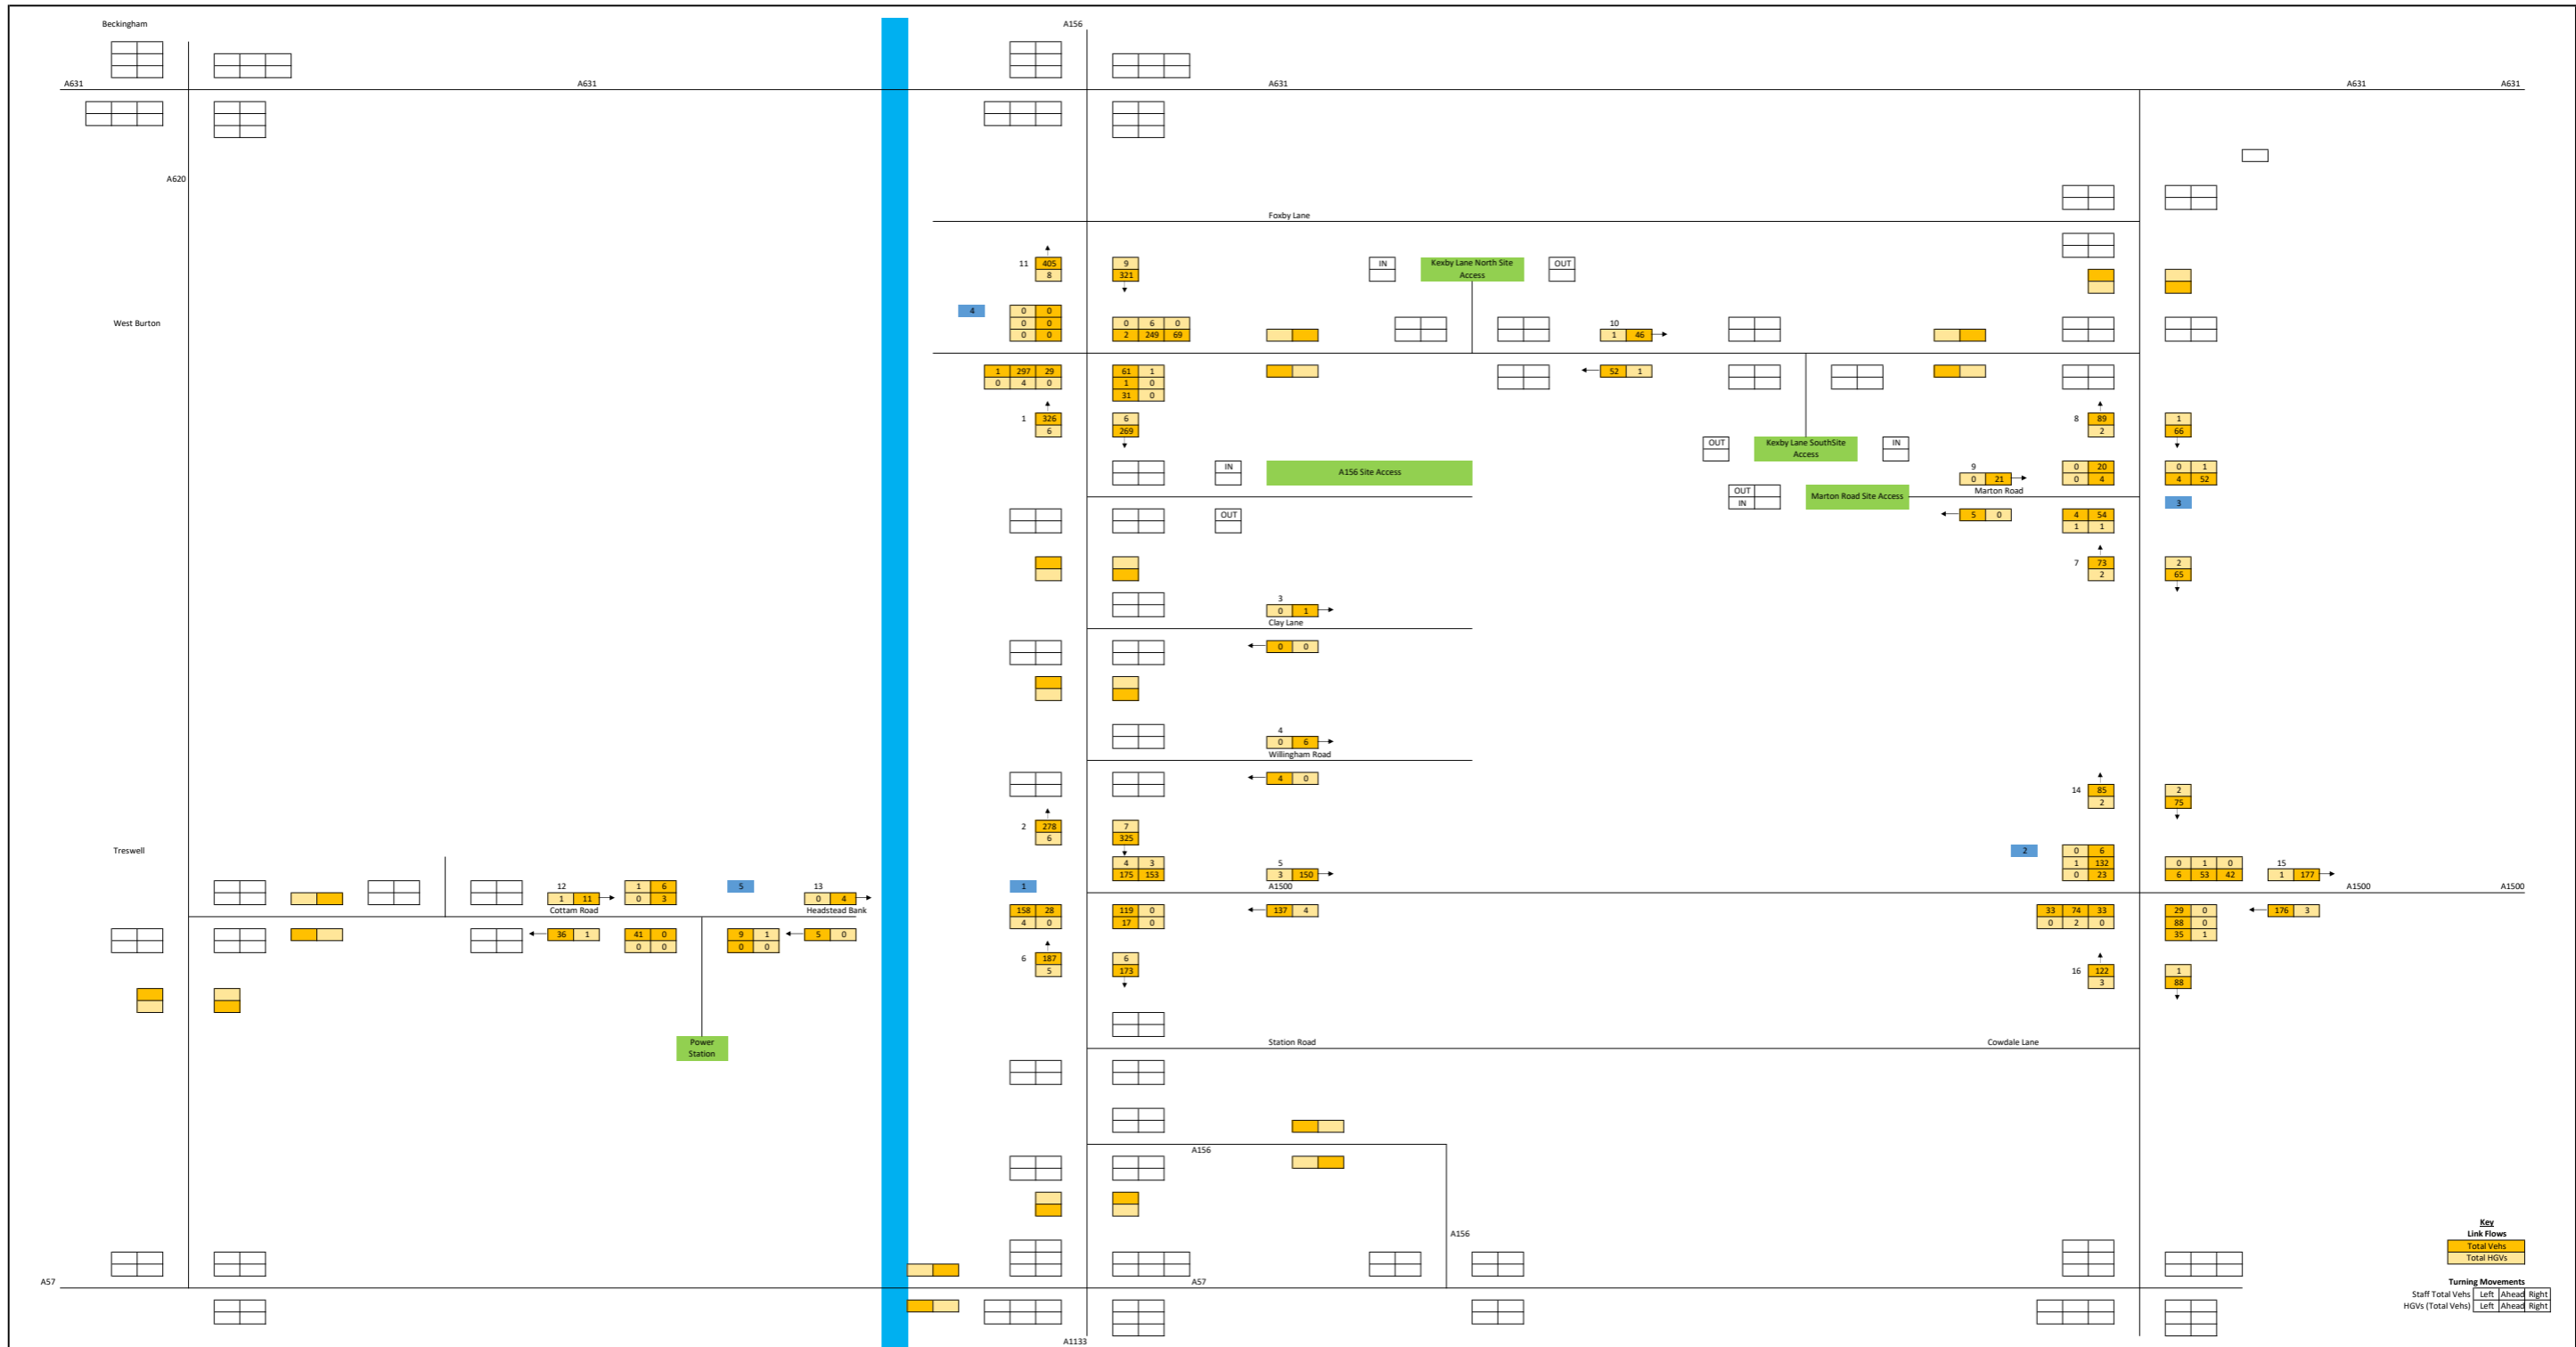 Beckingham
A156
A631
A631
A631
A631
A631
A620
Foxby Lane
11 405
8
9
321
IN
Kexby Lane North Site
Access
OUT
West Burton
4
0 0
0 0
0 0
0 6 0
2 249 69
10
1 46
1 297 29
0 4 0
61 1
1 0
31 0
52 1
1 326
6
6
269
8 89
2
1
66
OUT
Kexby Lane SouthSite
Access
IN
IN
A156 Site Access
9
0 21
Marton Road
0 20
0 4
0 1
4 52
OUT
IN
Marton Road Site Access
3
OUT
5 0
4 54
1 1
7 73
2
2
65
3
0 1
Clay Lane
0 0
4
0 6
Willingham Road
4 0
14 85
2
2
75
2 278
6
7
325
Treswell
4 3
175 153
5
3 150
A1500
2
0 6
1 132
0 23
0 1 0
6 53 42
15
1 177
A1500
A1500
12
1 11
Cottam Road
1 6
0 3
5
13
0 4
Headstead Bank
1
36 1
41 0
0 0
9 1
0 0
5 0
158 28
4 0
119 0
17 0
137 4
33 74 33
0 2 0
29 0
88 0
35 1
176 3
6 187
5
6
173
16 122
3
1
88
Power
Station
Station Road
Cowdale Lane
A156
A156
A57
A57
A1133
Key
Link Flows
Total Vehs
Total HGVs
Turning Movements
Staff Total Vehs Left Ahead Right
HGVs (Total Vehs) Left Ahead Right